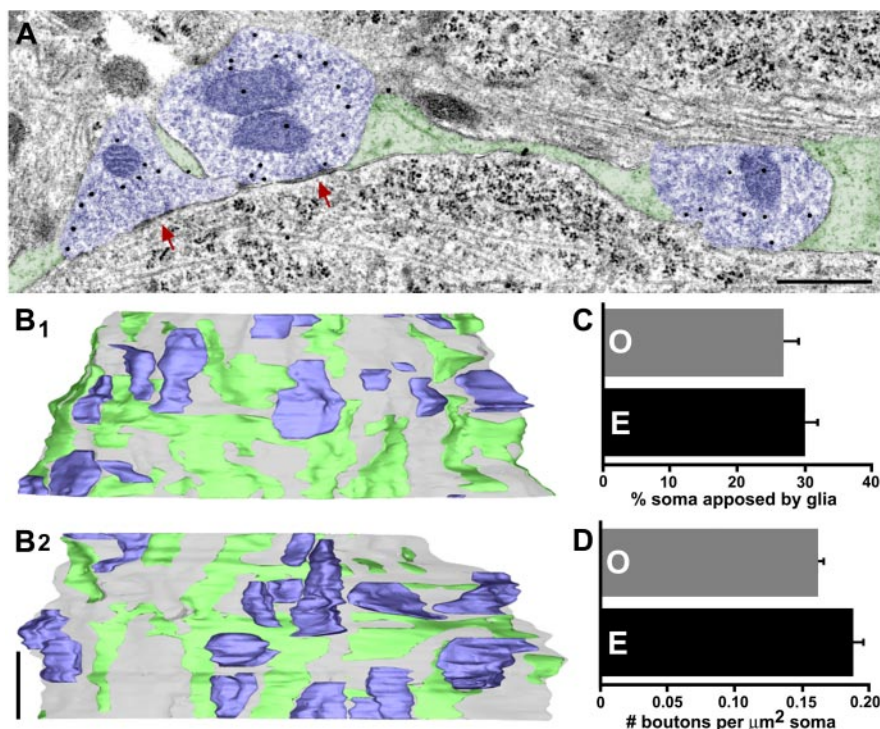 A
B1
C
O
E
0 10 20 30 40
% soma apposed by glia
B2
D
O
E
0 0.05 0.10 0.15 0.20
# boutons per μm2 soma